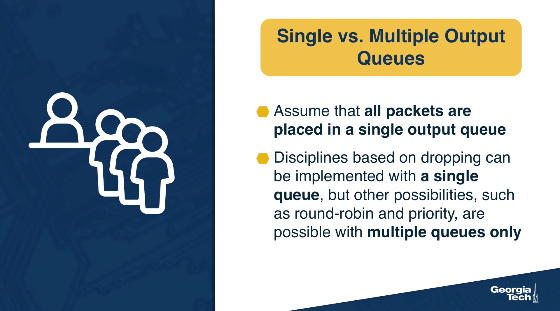 Single vs. Multiple Output
Queues
Assume that all packets are
placed in a single output queue
Disciplines based on dropping can
be implemented with a single
queue, but other possibilities, such
as round-robin and priority, are
possible with multiple queues only
Georgia
Tech